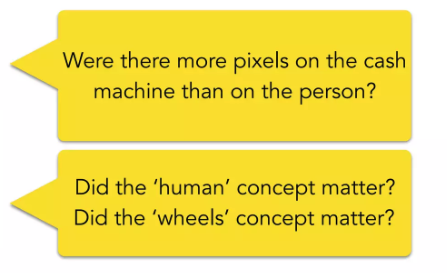 Were there more pixels on the cash
machine than on the person?
Did the ‘human’ concept matter?
Did the ‘wheels’ concept matter?